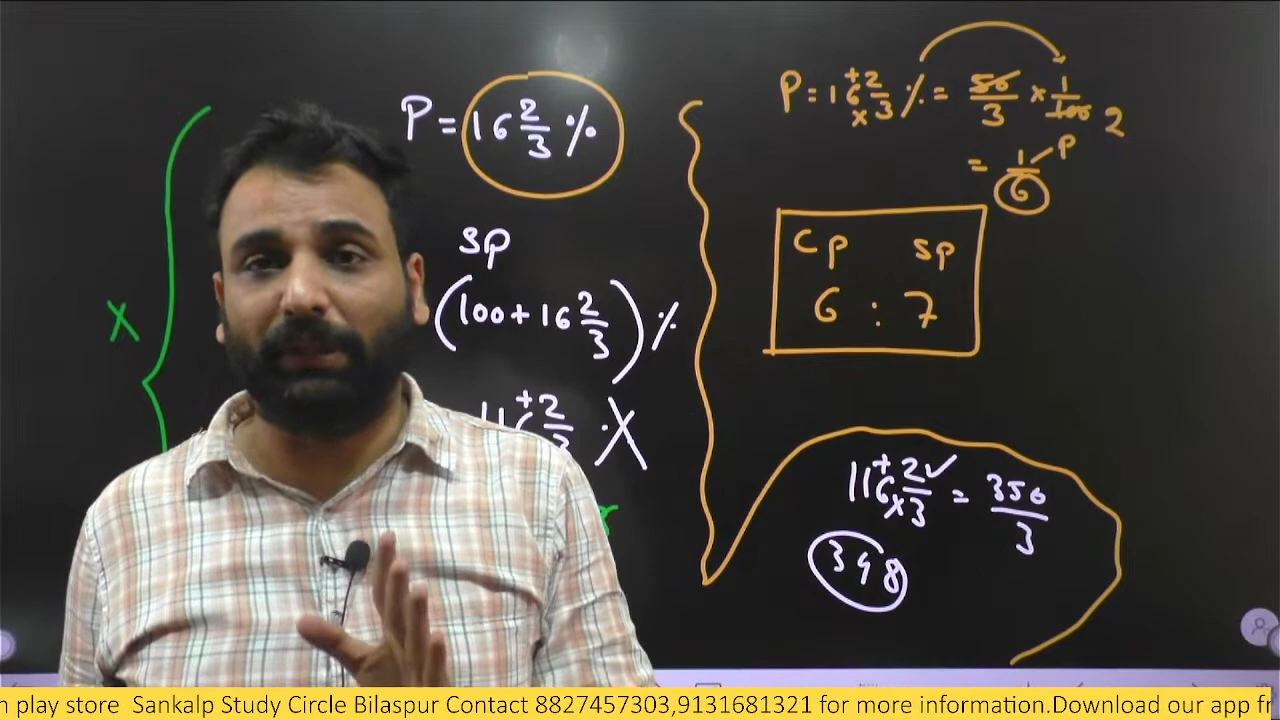 P = 16 2/3 %
SP
(100 + 16 2/3) %
X
P = 16 2/3 % = 50/3 × 1/100 2
= 1/6 P
CP SP
6 : 7
116 2/3 = 350/3
348
n play store Sankalp Study Circle Bilaspur Contact 8827457303,9131681321 for more information.Download our app fr